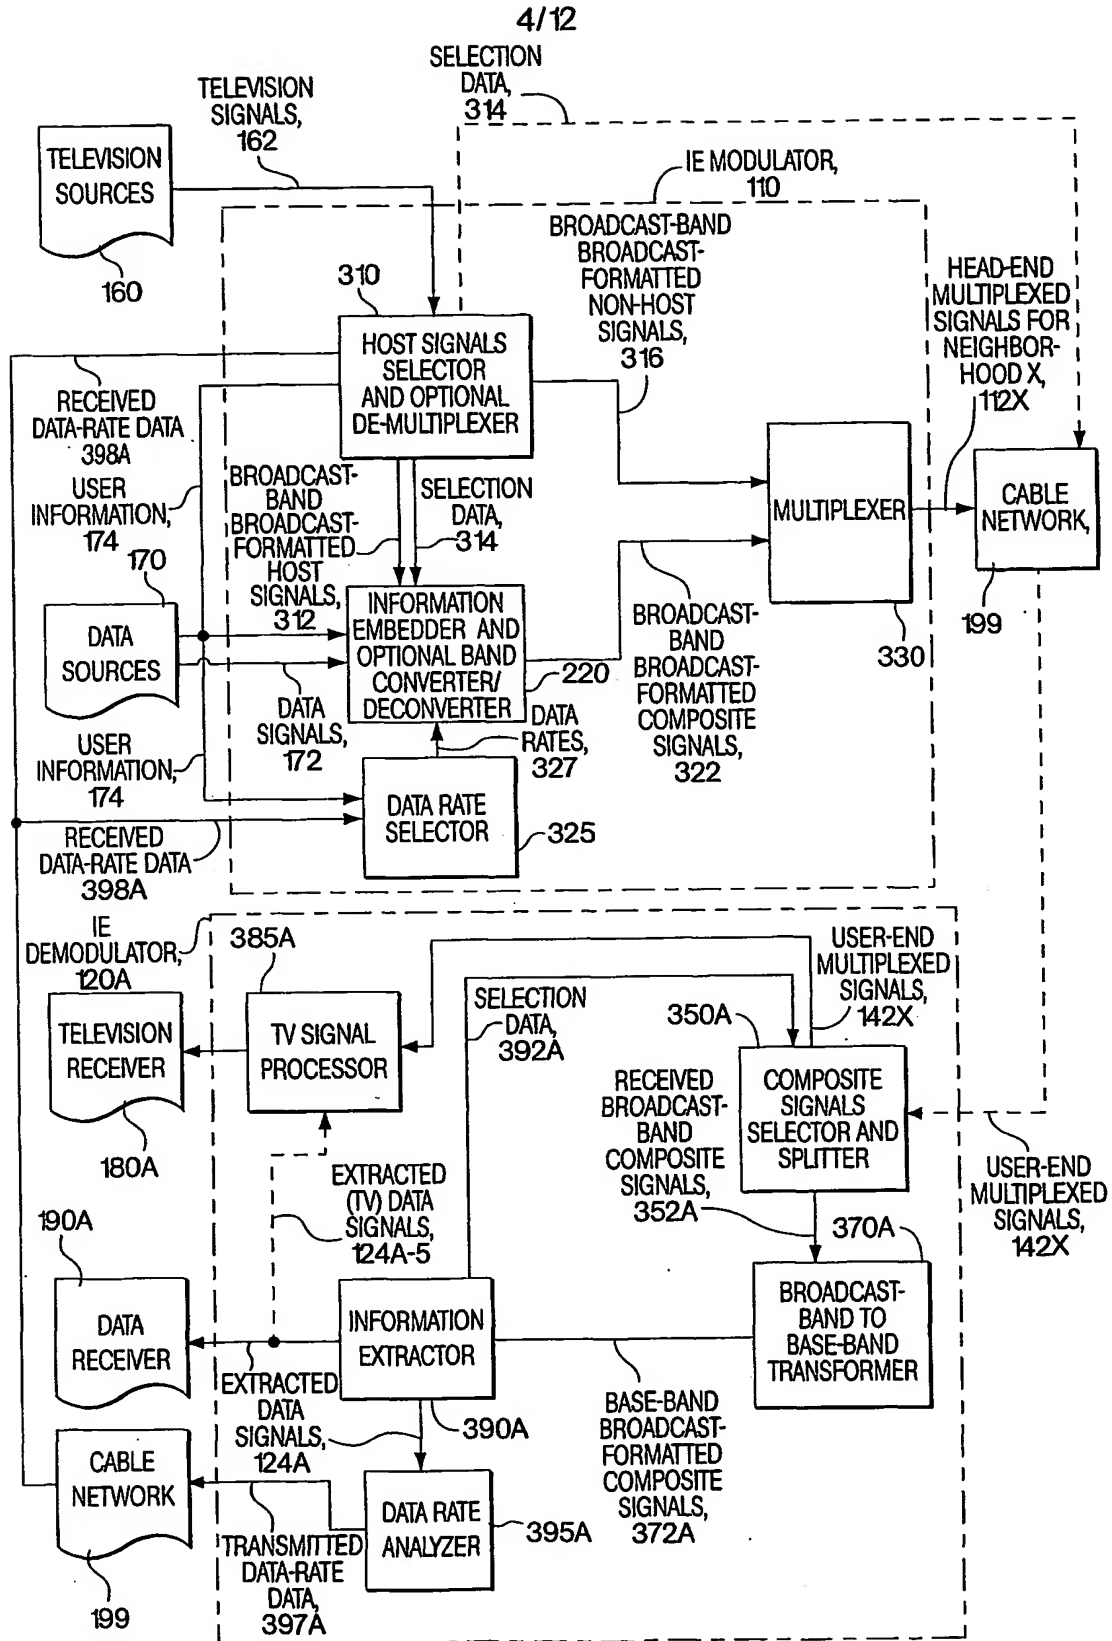 4/12
SELECTION
DATA,
314
TELEVISION
SIGNALS,
162
TELEVISION
SOURCES
160
IE MODULATOR,
110
BROADCAST-BAND
BROADCAST-
FORMATTED
NON-HOST
SIGNALS,
316
HEAD-END
MULTIPLEXED
SIGNALS FOR
NEIGHBOR-
HOOD X,
112X
310
HOST SIGNALS
SELECTOR
AND OPTIONAL
DE-MULTIPLEXER
RECEIVED
DATA-RATE DATA
398A
USER
INFORMATION,
174
BROADCAST-
BAND
BROADCAST-
FORMATTED
HOST
SIGNALS,
312
SELECTION
DATA,
314
MULTIPLEXER
330
CABLE
NETWORK,
199
170
DATA
SOURCES
INFORMATION
EMBEDDER AND
OPTIONAL BAND
CONVERTER/
DECONVERTER
220
BROADCAST-
BAND
BROADCAST-
FORMATTED
COMPOSITE
SIGNALS,
322
DATA
SIGNALS,
172
DATA
RATES,
327
USER
INFORMATION,
174
DATA RATE
SELECTOR
325
RECEIVED
DATA-RATE DATA
398A
IE
DEMODULATOR,
120A
385A
TV SIGNAL
PROCESSOR
TELEVISION
RECEIVER
180A
SELECTION
DATA,
392A
USER-END
MULTIPLEXED
SIGNALS,
142X
350A
COMPOSITE
SIGNALS
SELECTOR AND
SPLITTER
RECEIVED
BROADCAST-
BAND
COMPOSITE
SIGNALS,
352A
USER-END
MULTIPLEXED
SIGNALS,
142X
EXTRACTED
(TV) DATA
SIGNALS,
124A-5
370A
BROADCAST-
BAND TO
BASE-BAND
TRANSFORMER
190A
DATA
RECEIVER
INFORMATION
EXTRACTOR
390A
EXTRACTED
DATA
SIGNALS,
124A
BASE-BAND
BROADCAST-
FORMATTED
COMPOSITE
SIGNALS,
372A
CABLE
NETWORK
199
DATA RATE
ANALYZER
395A
TRANSMITTED
DATA-RATE
DATA,
397A